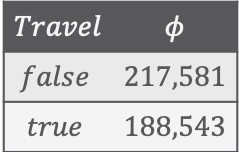 Travel ϕ
false 217,581
true 188,543